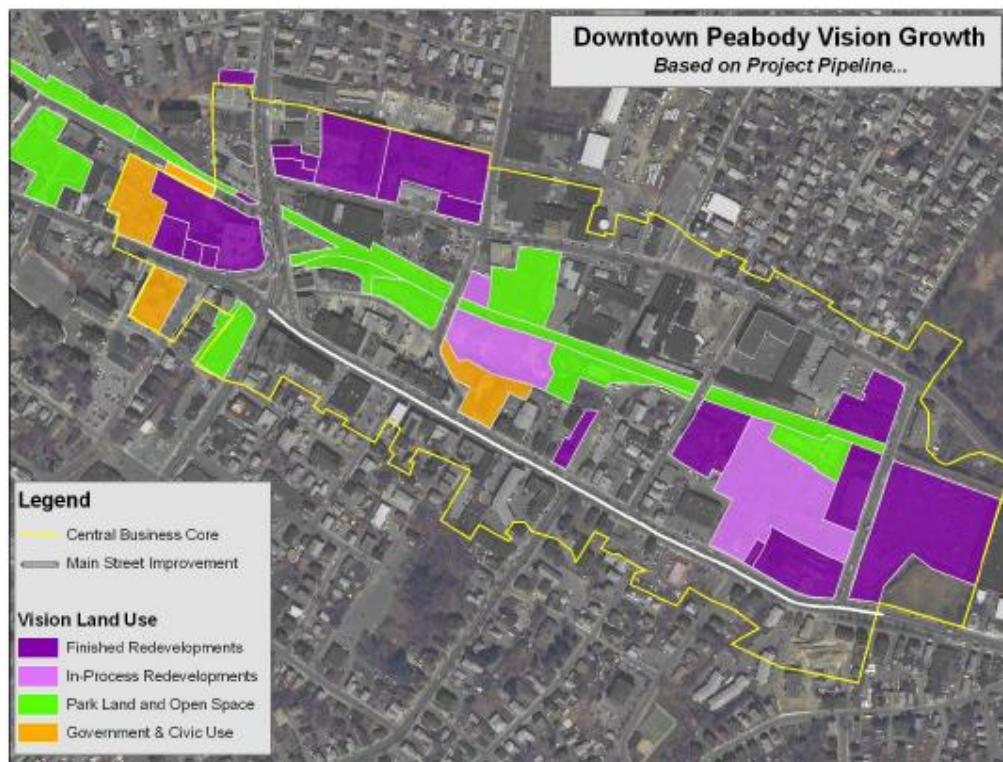 Downtown Peabody Vision Growth
Based on Project Pipeline...
Legend
Central Business Core
Main Street Improvement
Vision Land Use
Finished Redevelopments
In-Process Redevelopments
Park Land and Open Space
Government & Civic Use